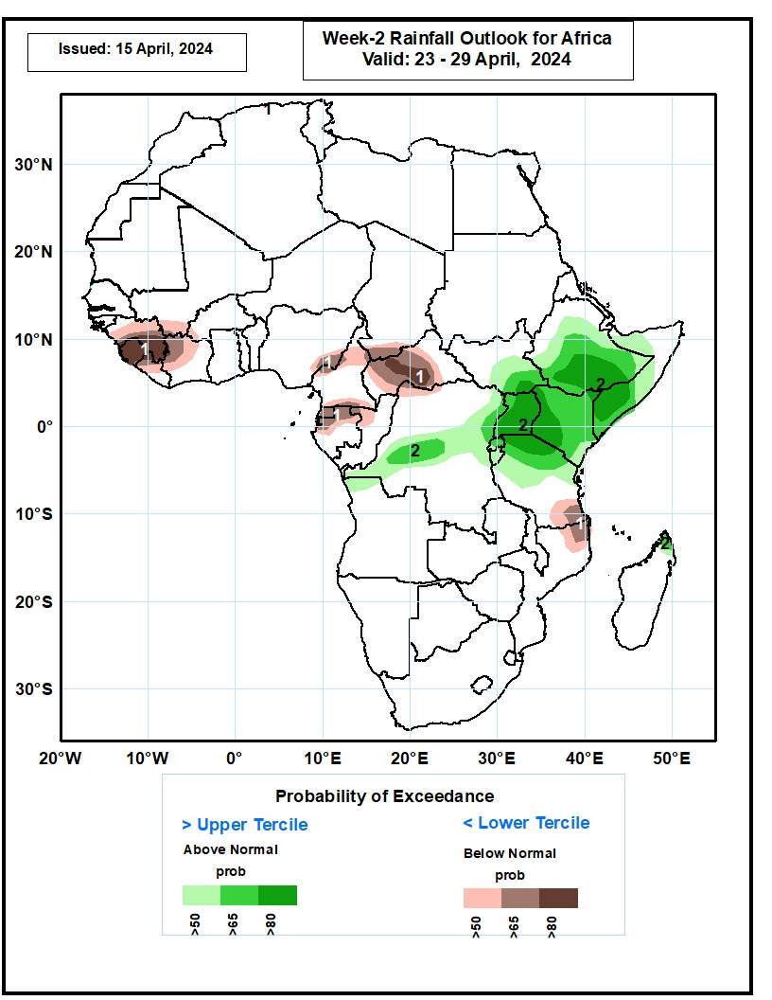 Issued: 15 April, 2024
Week-2 Rainfall Outlook for Africa
Valid: 23 - 29 April, 2024
1
30°N
20°N
10°N
1
1
1
2
1
2
0°
2
10°S
1
2
20°S
30°S
20°W 10°W 0° 10°E 20°E 30°E 40°E 50°E
Probability of Exceedance
> Upper Tercile
< Lower Tercile
Above Normal
Below Normal
prob
prob
>50 >65 >80
>50 >65 >80